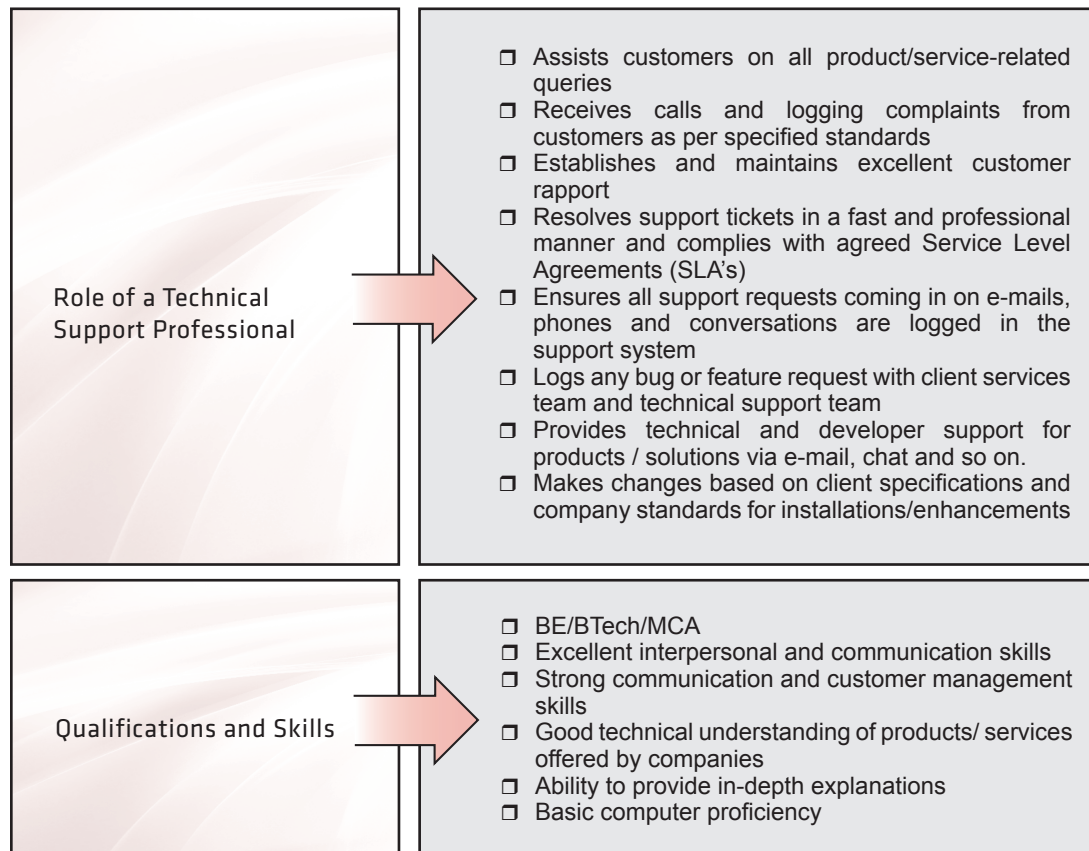 Role of a Technical
Support Professional
❒ Assists customers on all product/service-related
queries
❒ Receives calls and logging complaints from
customers as per specified standards
❒ Establishes and maintains excellent customer
rapport
❒ Resolves support tickets in a fast and professional
manner and complies with agreed Service Level
Agreements (SLA’s)
❒ Ensures all support requests coming in on e-mails,
phones and conversations are logged in the
support system
❒ Logs any bug or feature request with client services
team and technical support team
❒ Provides technical and developer support for
products / solutions via e-mail, chat and so on.
❒ Makes changes based on client specifications and
company standards for installations/enhancements
Qualifications and Skills
❒ BE/BTech/MCA
❒ Excellent interpersonal and communication skills
❒ Strong communication and customer management
skills
❒ Good technical understanding of products/ services
offered by companies
❒ Ability to provide in-depth explanations
❒ Basic computer proficiency